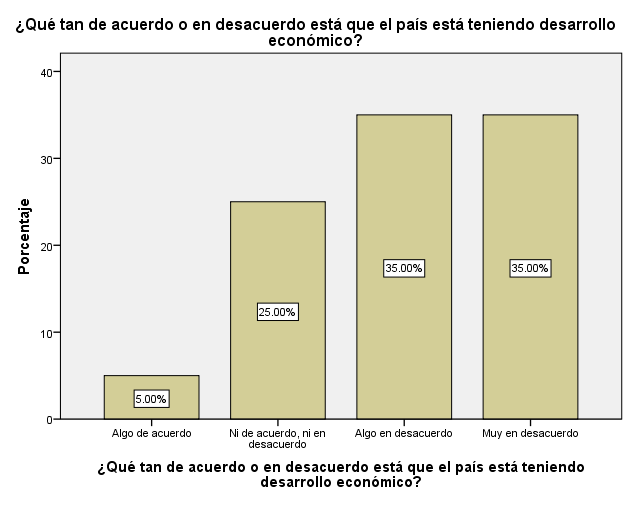 ¿Qué tan de acuerdo o en desacuerdo está que el país está teniendo desarrollo
económico?
40
30
20
10
0
Porcentaje
5.00%
25.00%
35.00%
35.00%
Algo de acuerdo
Ni de acuerdo, ni en
desacuerdo
Algo en desacuerdo
Muy en desacuerdo
¿Qué tan de acuerdo o en desacuerdo está que el país está teniendo
desarrollo económico?